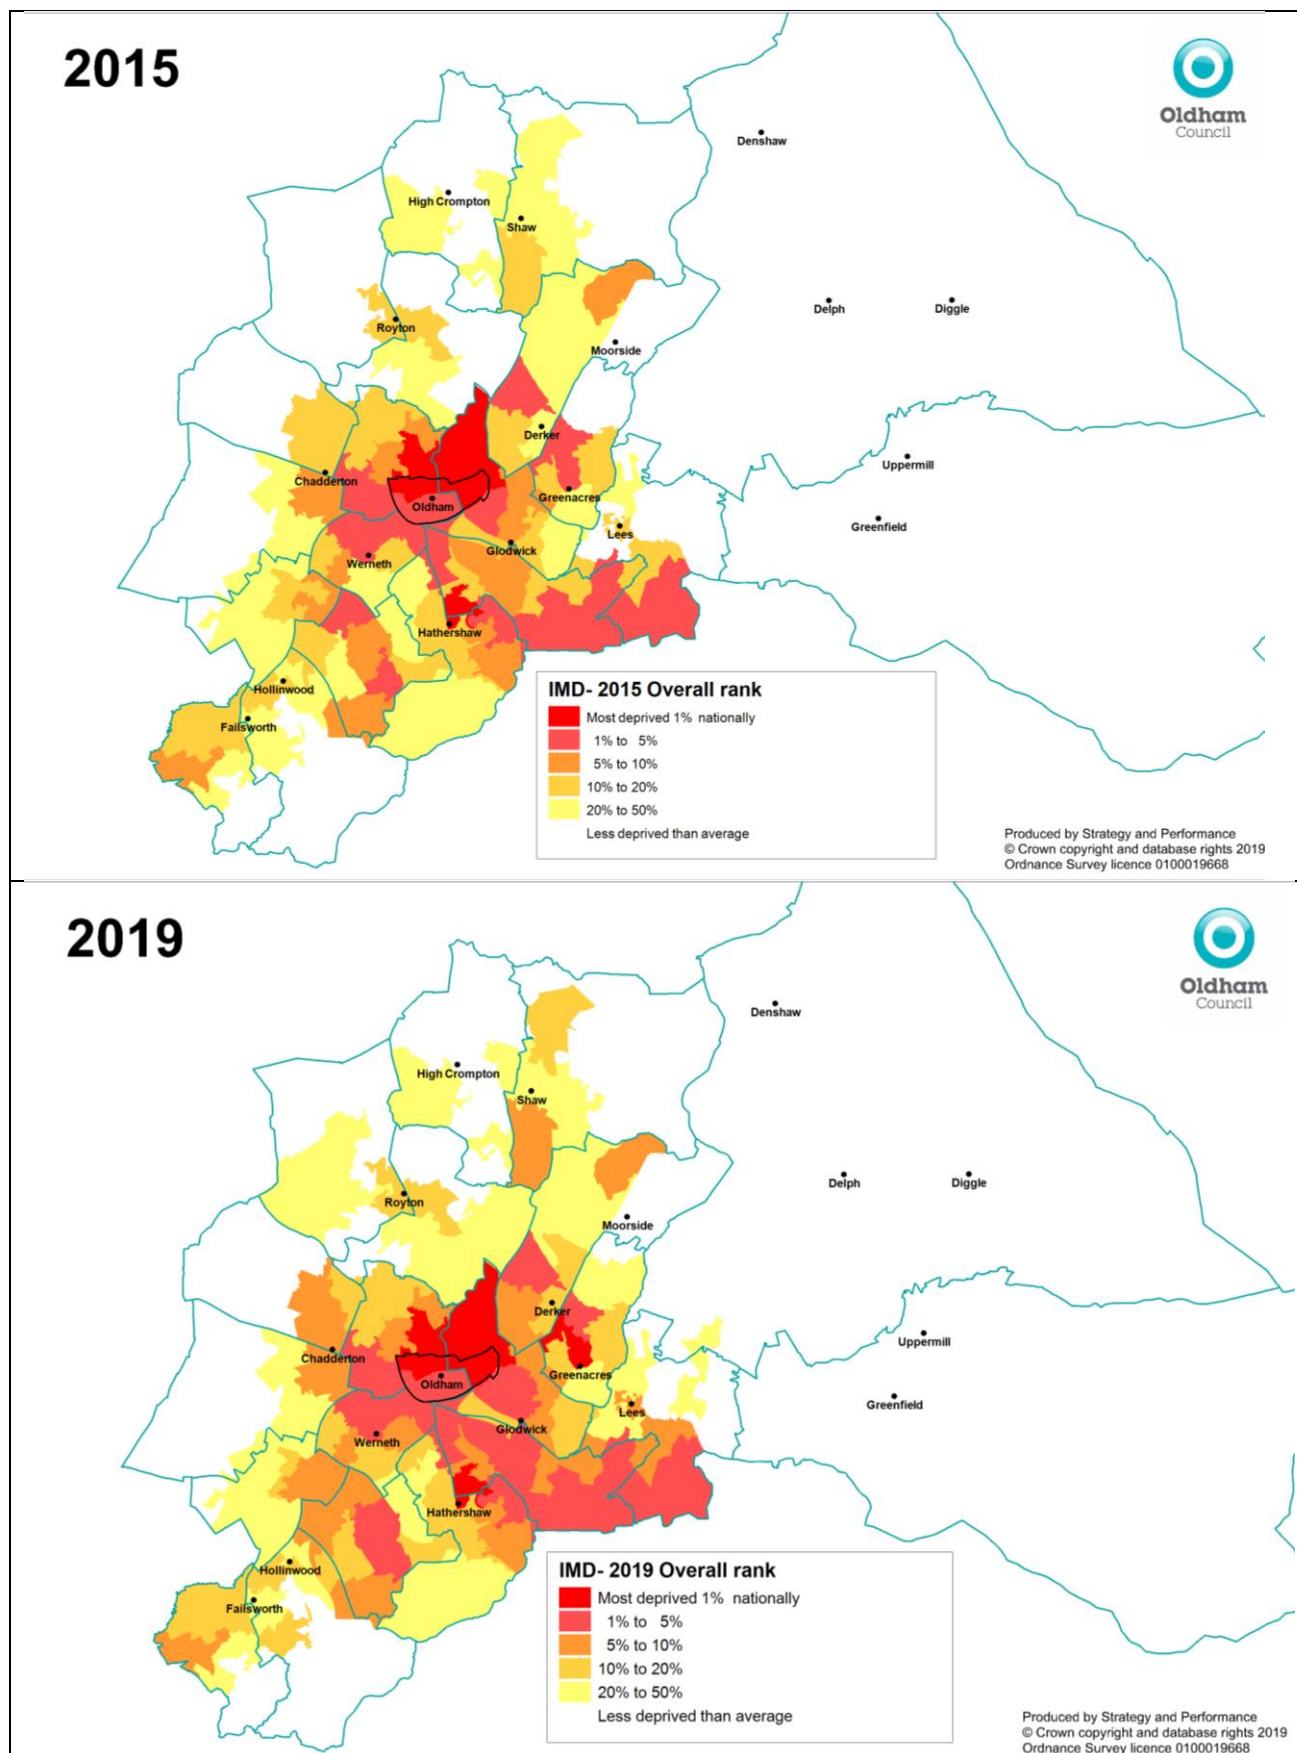 2015
Oldham
Council
Denshaw
High Crompton
Shaw
Delph
Diggle
Royton
Moorside
Derker
Uppermill
Chadderton
Greenacres
Oldham
Greenfield
Lees
Glodwick
Werneth
Hathershaw
Hollinwood
Failsworth
IMD- 2015 Overall rank
Most deprived 1% nationally
1% to 5%
5% to 10%
10% to 20%
20% to 50%
Less deprived than average
Produced by Strategy and Performance
© Crown copyright and database rights 2019
Ordnance Survey licence 0100019668
2019
Oldham
Council
Denshaw
High Crompton
Shaw
Delph
Diggle
Royton
Moorside
Derker
Uppermill
Chadderton
Greenacres
Oldham
Greenfield
Lees
Glodwick
Werneth
Hathershaw
Hollinwood
Failsworth
IMD- 2019 Overall rank
Most deprived 1% nationally
1% to 5%
5% to 10%
10% to 20%
20% to 50%
Less deprived than average
Produced by Strategy and Performance
© Crown copyright and database rights 2019
Ordnance Survey licence 0100019668